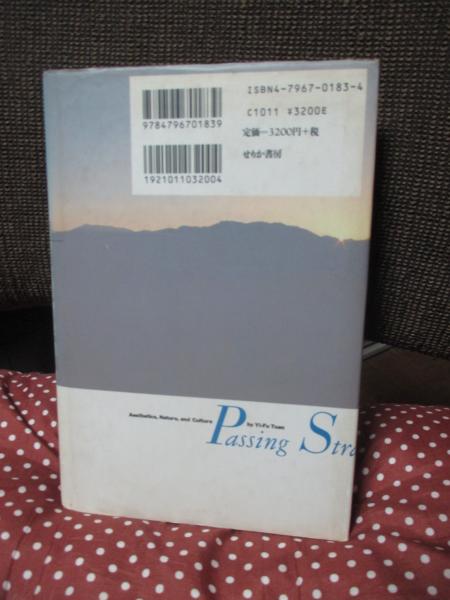 ISBN4-7967-0183-4
C1011 ¥3200E
定価=3200円+税
せりか書房
9784796701839
1921011032004
Aesthetics, Nature, and Culture
by Yi-Fu Tuan
Passing Stra